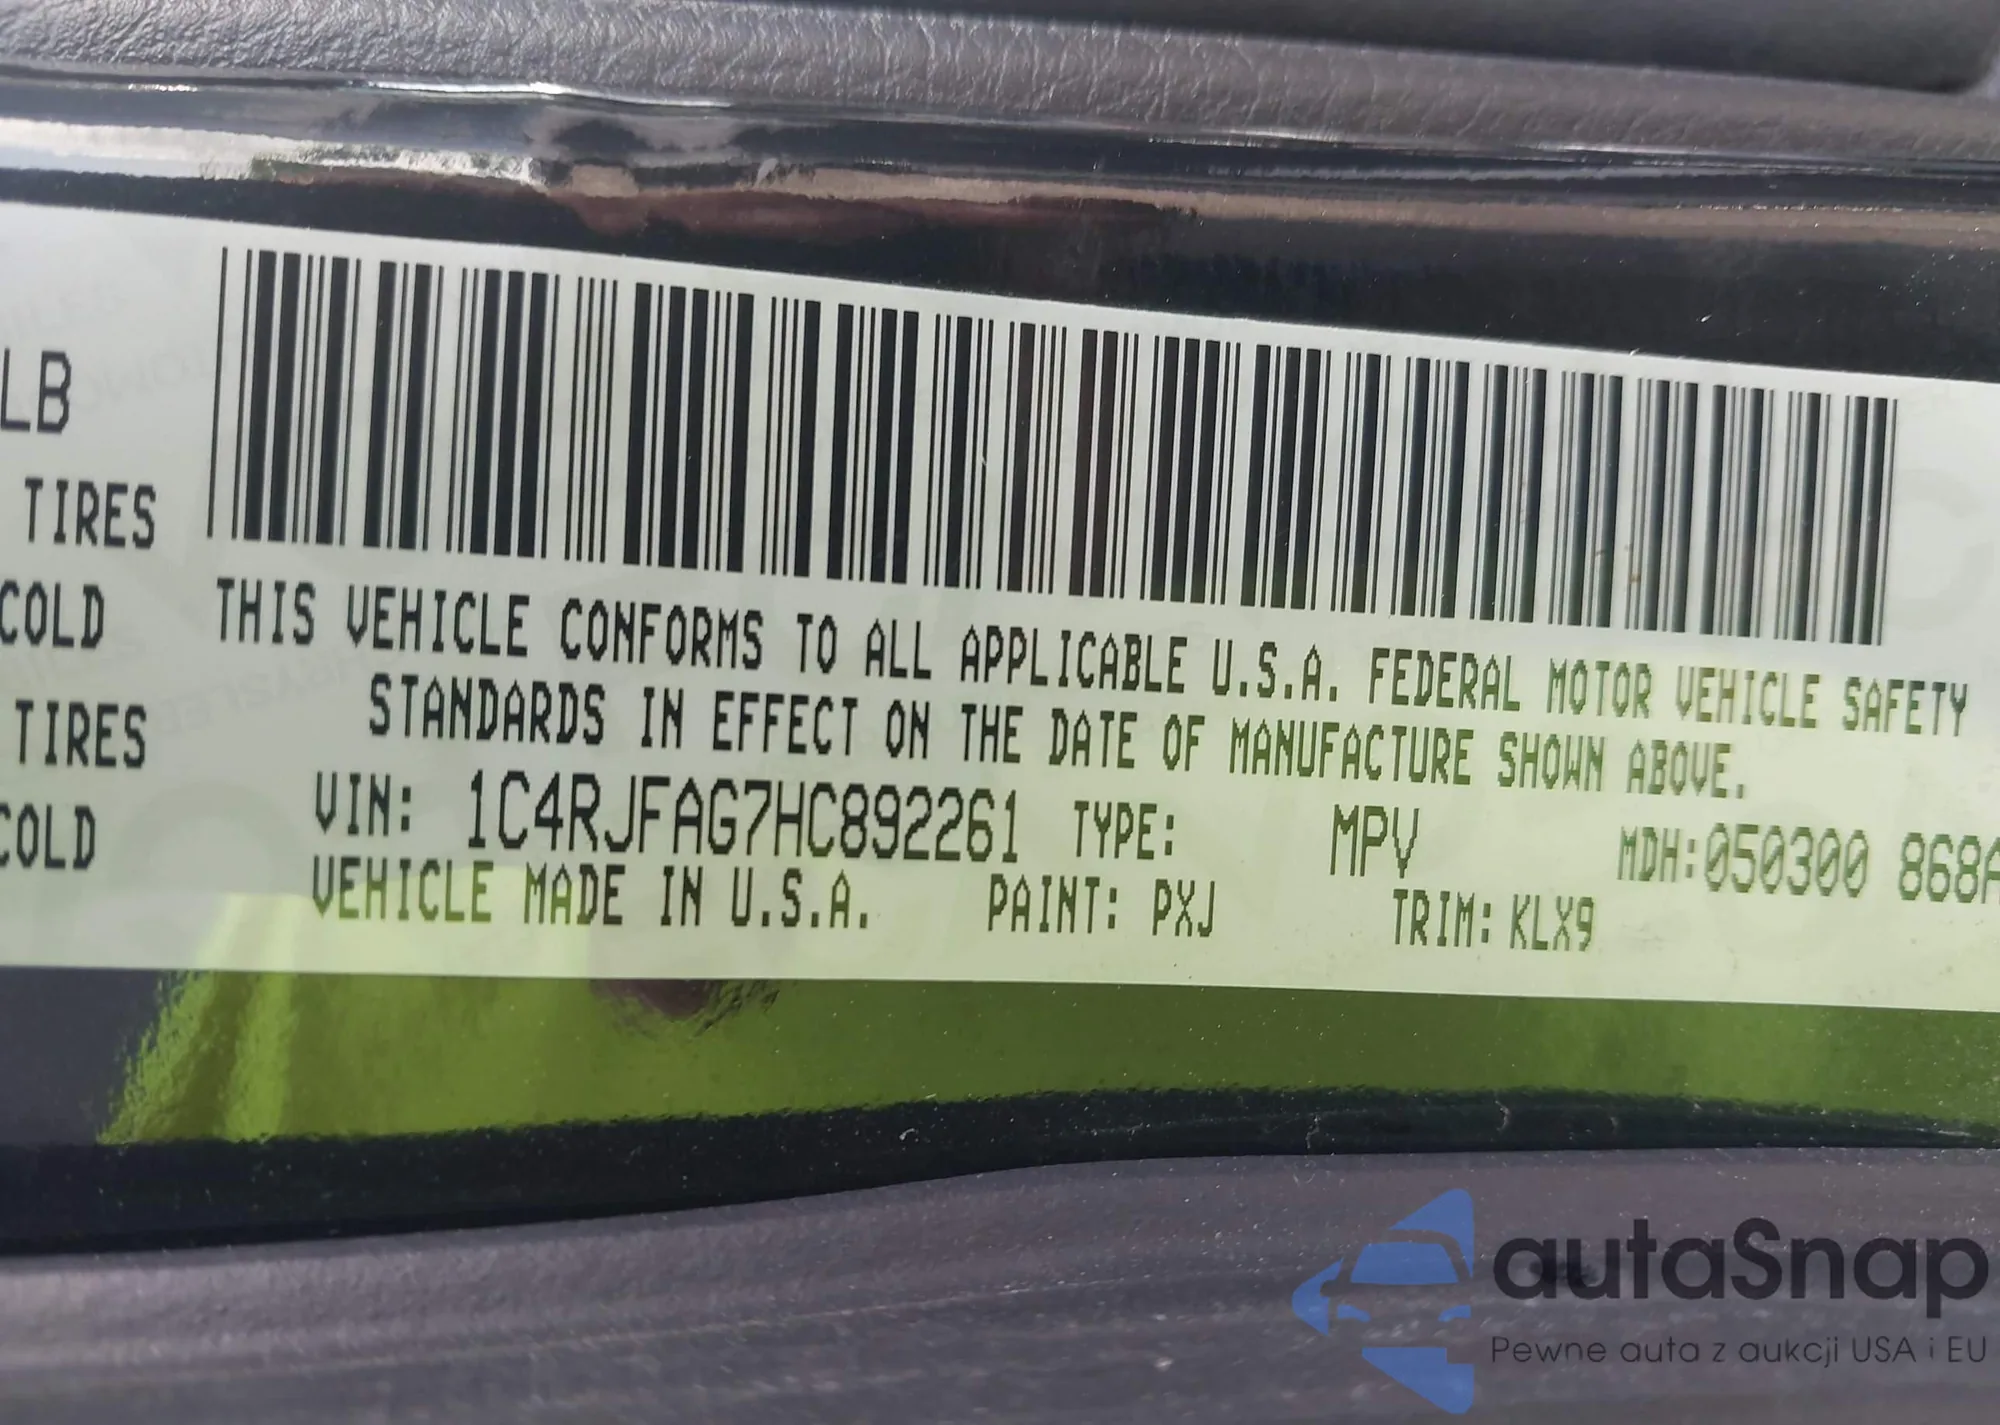 LB
TIRES
COLD
TIRES
COLD
THIS VEHICLE CONFORMS TO ALL APPLICABLE U.S.A. FEDERAL MOTOR VEHICLE SAFETY
STANDARDS IN EFFECT ON THE DATE OF MANUFACTURE SHOWN ABOVE.
VIN: 1C4RJFAG7HC892261 TYPE: MPV MDH:050300 868A
VEHICLE MADE IN U.S.A. PAINT: PXJ TRIM: KLX9
autaSnap
Pewne auta z aukcji USA i EU